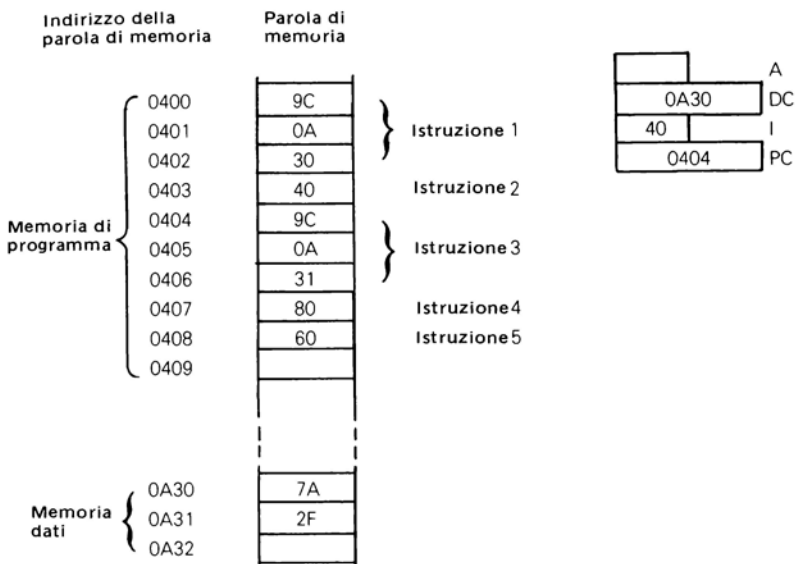 Indirizzo della
parola di memoria
Parola di
memoria
A
0A30 DC
40 I
0404 PC
0400 9C
0401 0A Istruzione 1
0402 30
0403 40 Istruzione 2
0404 9C
Memoria di
programma
0405 0A Istruzione 3
0406 31
0407 80 Istruzione 4
0408 60 Istruzione 5
0409
0A30 7A
Memoria
dati
0A31 2F
0A32